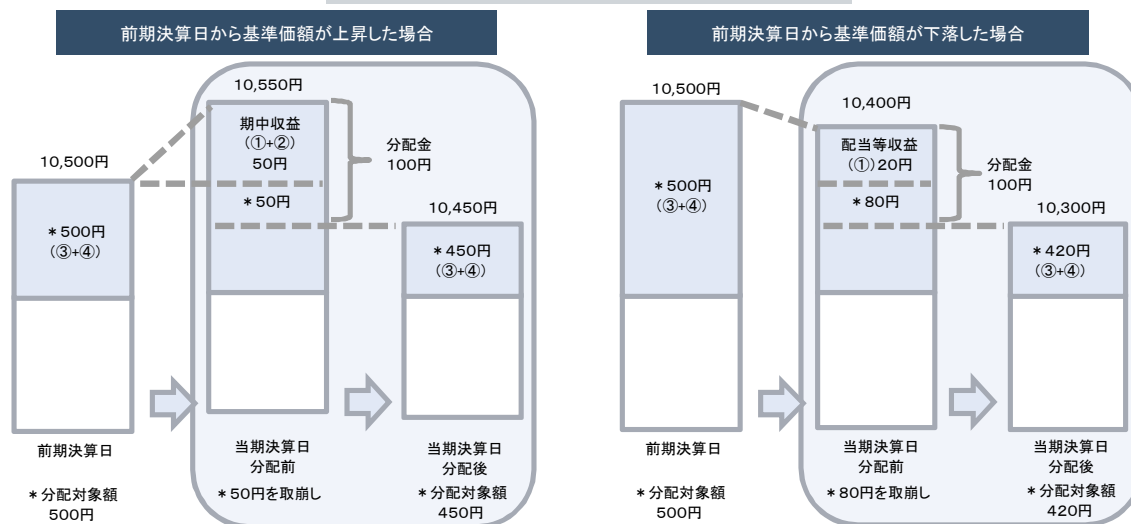 前期決算日から基準価額が上昇した場合
10,550円
期中収益
(①+②)
50円
分配金
100円
10,500円
*50円
10,450円
*500円
(③+④)
*450円
(③+④)
前期決算日
当期決算日
分配前
当期決算日
分配後
*分配対象額
500円
*50円を取崩し
*分配対象額
450円
前期決算日から基準価額が下落した場合
10,500円
10,400円
配当等収益
(①)20円
分配金
100円
*500円
(③+④)
*80円
10,300円
*420円
(③+④)
前期決算日
当期決算日
分配前
当期決算日
分配後
*分配対象額
500円
*80円を取崩し
*分配対象額
420円